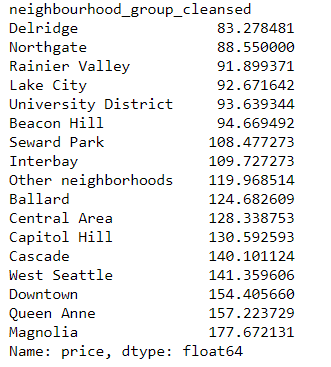 neighbourhood_group_cleansed
Delridge 83.278481
Northgate 88.550000
Rainier Valley 91.899371
Lake City 92.671642
University District 93.639344
Beacon Hill 94.669492
Seward Park 108.477273
Interbay 109.727273
Other neighborhoods 119.968514
Ballard 124.682609
Central Area 128.338753
Capitol Hill 130.592593
Cascade 140.101124
West Seattle 141.359606
Downtown 154.405660
Queen Anne 157.223729
Magnolia 177.672131
Name: price, dtype: float64